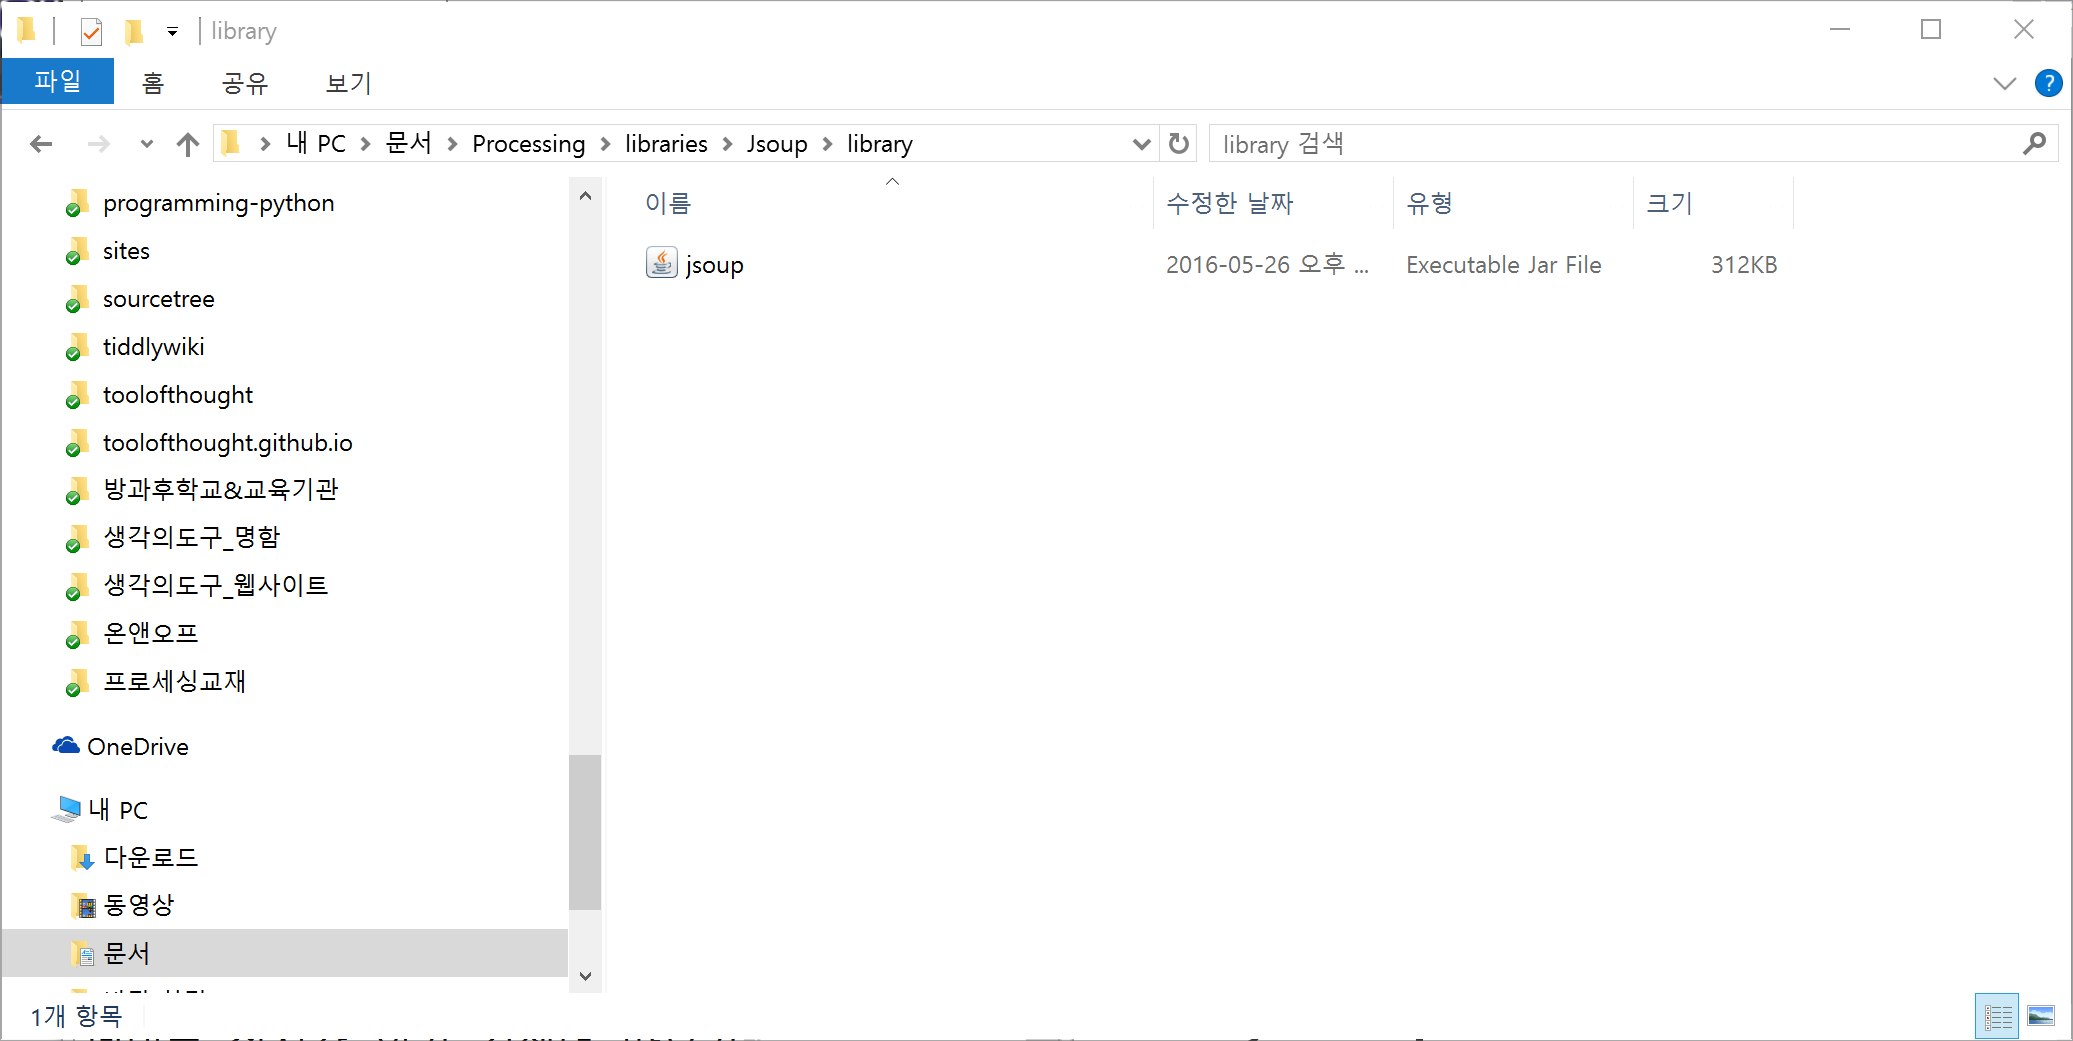 library
파일 홈 공유 보기
내 PC 문서 Processing libraries Jsoup library
library 검색
이름 수정한 날짜 유형 크기
jsoup 2016-05-26 오후 ... Executable Jar File 312KB
programming-python
sites
sourcetree
tiddlywiki
toolofthought
toolofthought.github.io
방과후학교&교육기관
생각의도구_명함
생각의도구_웹사이트
온앤오프
프로세싱교재
OneDrive
내 PC
다운로드
동영상
문서
1개 항목